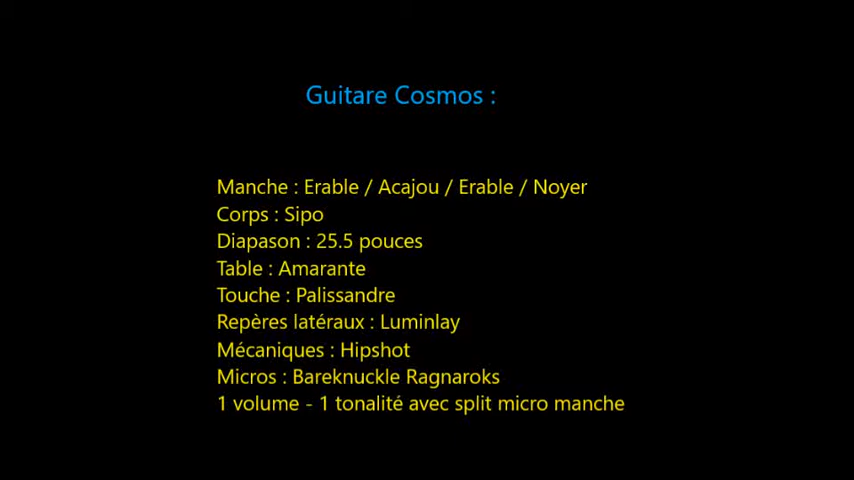 Guitare Cosmos :
Manche : Erable / Acajou / Erable / Noyer
Corps : Sipo
Diapason : 25.5 pouces
Table : Amarante
Touche : Palissandre
Repères latéraux : Luminlay
Mécaniques : Hipshot
Micros : Bareknuckle Ragnaroks
1 volume - 1 tonalité avec split micro manche